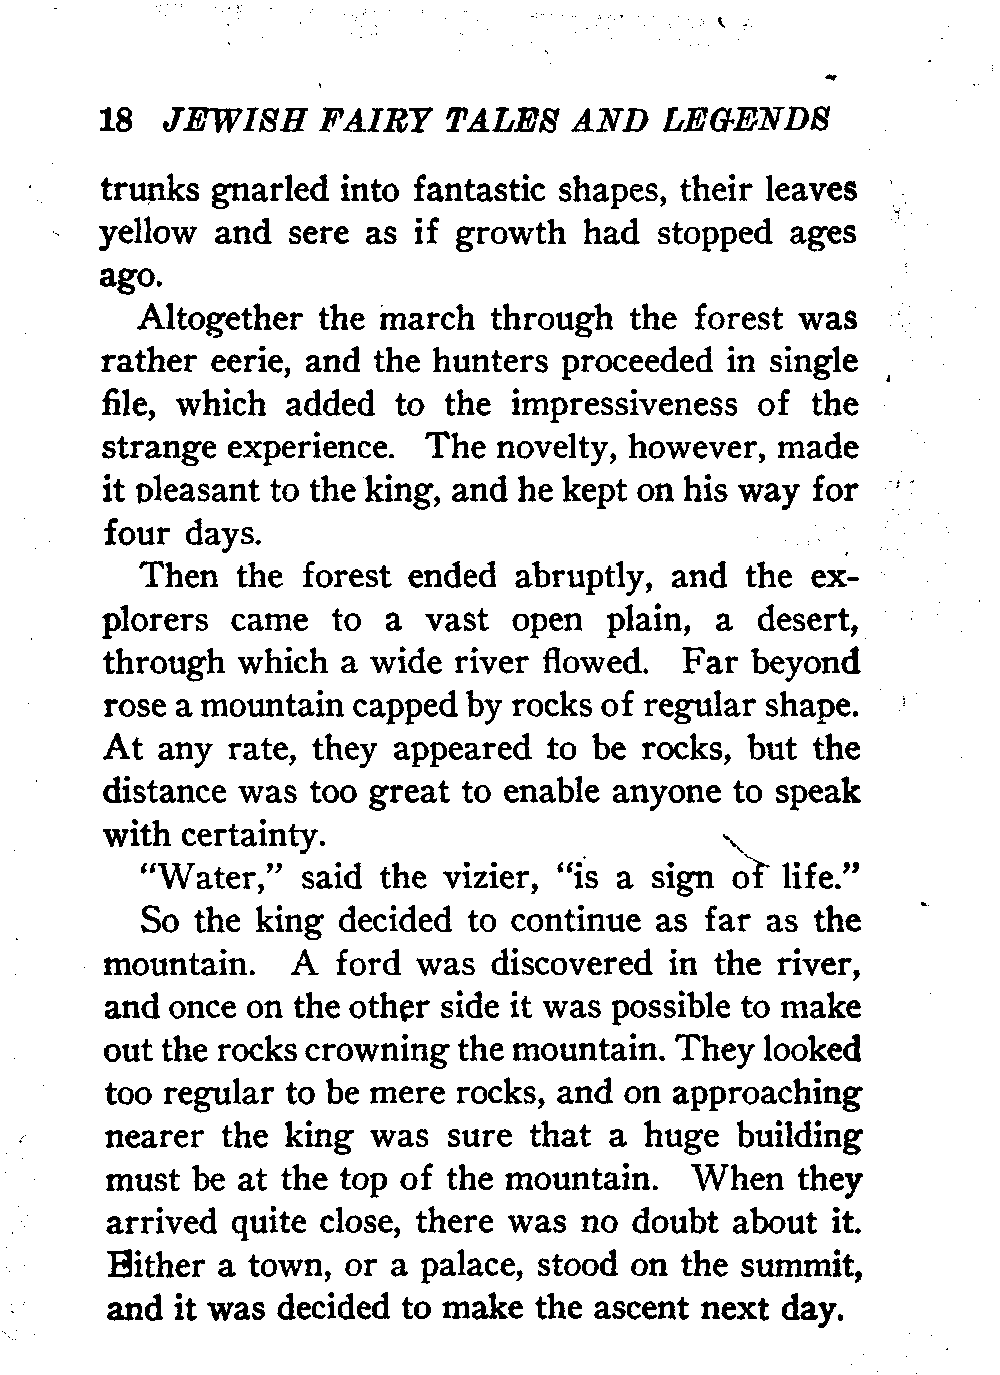 18 JEWISH FAIRY TALES AND LEGENDS
trunks gnarled into fantastic shapes, their leaves
yellow and sere as if growth had stopped ages
ago.
Altogether the march through the forest was
rather eerie, and the hunters proceeded in single
file, which added to the impressiveness of the
strange experience. The novelty, however, made
it pleasant to the king, and he kept on his way for
four days.
Then the forest ended abruptly, and the ex-
plorers came to a vast open plain, a desert,
through which a wide river flowed. Far beyond
rose a mountain capped by rocks of regular shape.
At any rate, they appeared to be rocks, but the
distance was too great to enable anyone to speak
with certainty.
“Water,” said the vizier, “is a sign of life.”
So the king decided to continue as far as the
mountain. A ford was discovered in the river,
and once on the other side it was possible to make
out the rocks crowning the mountain. They looked
too regular to be mere rocks, and on approaching
nearer the king was sure that a huge building
must be at the top of the mountain. When they
arrived quite close, there was no doubt about it.
Either a town, or a palace, stood on the summit,
and it was decided to make the ascent next day.